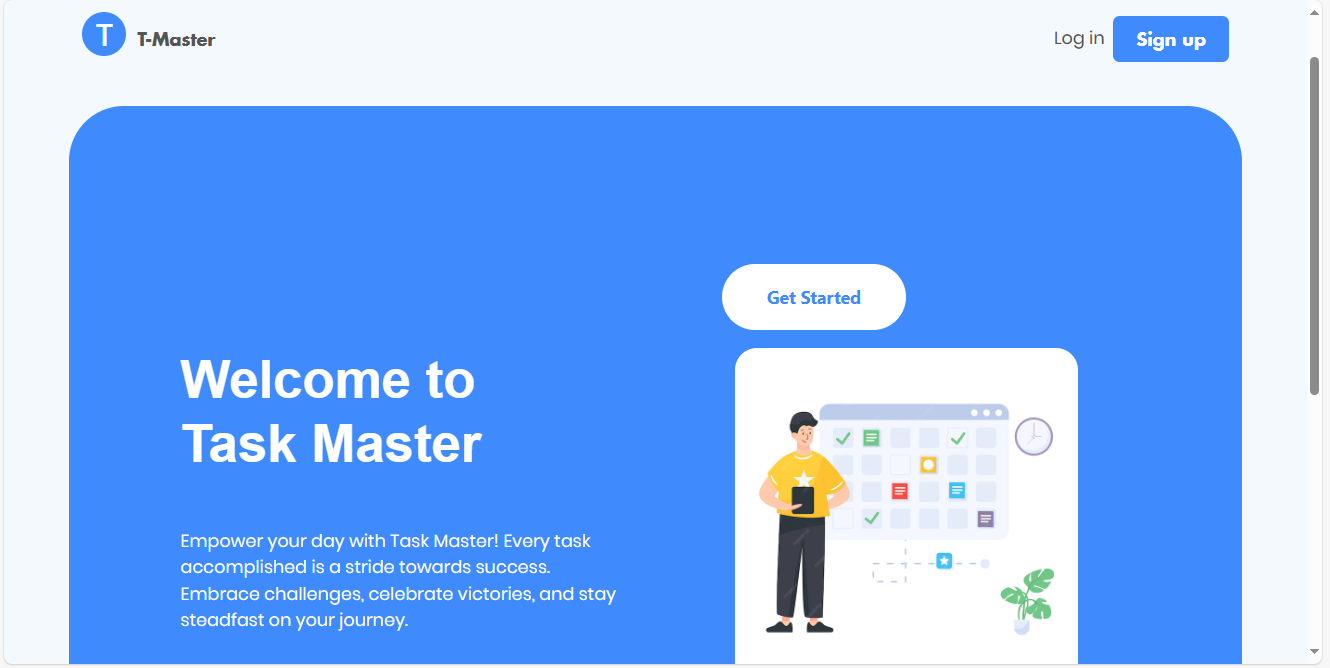 T
T-Master
Log in
Sign up
Get Started
Welcome to
Task Master
Empower your day with Task Master! Every task
accomplished is a stride towards success.
Embrace challenges, celebrate victories, and stay
steadfast on your journey.